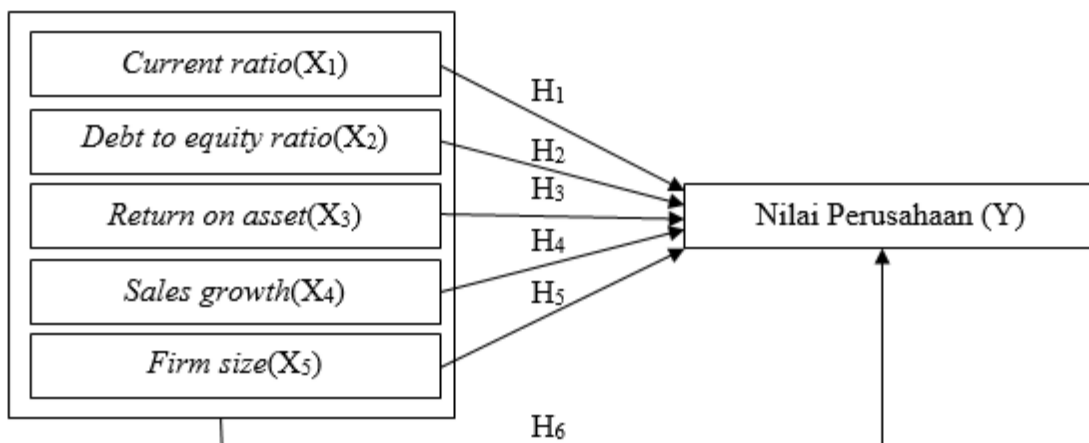 Current ratio(X₁)
H₁
Debt to equity ratio(X₂)
H₂
H₃
Return on asset(X₃)
Nilai Perusahaan (Y)
H₄
Sales growth(X₄)
H₅
Firm size(X₅)
H₆